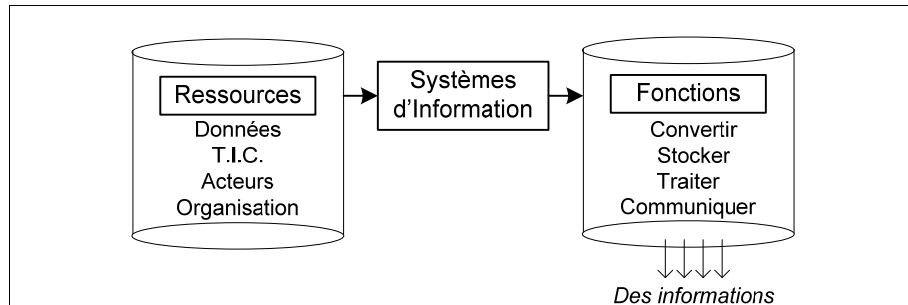 Ressources
Données
T.I.C.
Acteurs
Organisation
Systèmes
d'Information
Fonctions
Convertir
Stocker
Traiter
Communiquer
Des informations